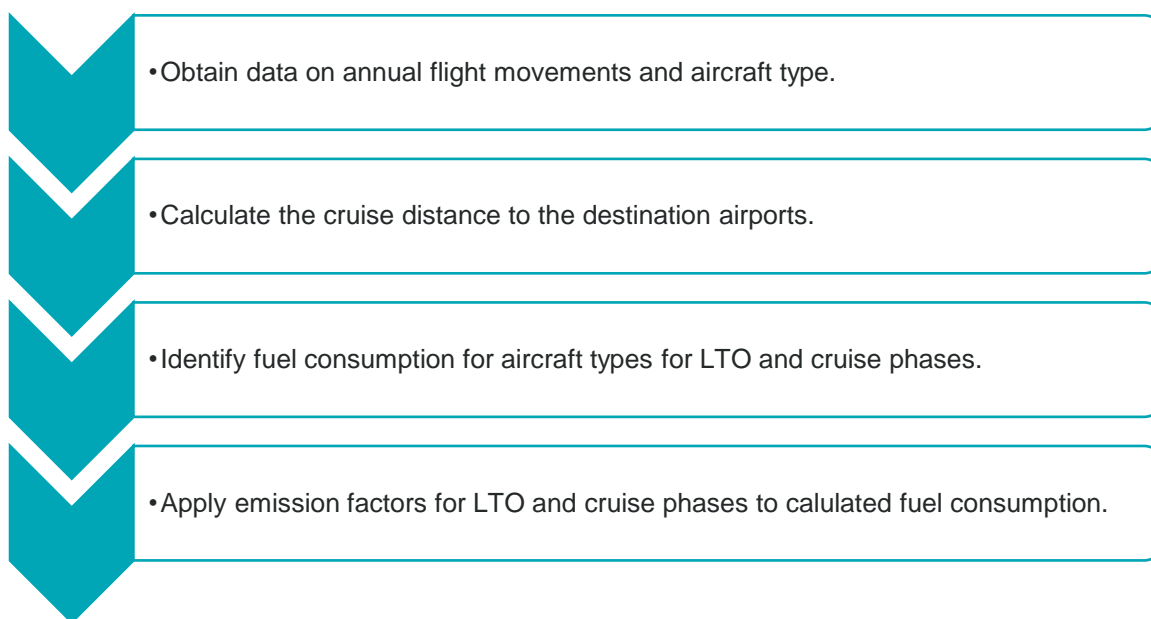 •Obtain data on annual flight movements and aircraft type.
•Calculate the cruise distance to the destination airports.
•Identify fuel consumption for aircraft types for LTO and cruise phases.
•Apply emission factors for LTO and cruise phases to calulated fuel consumption.